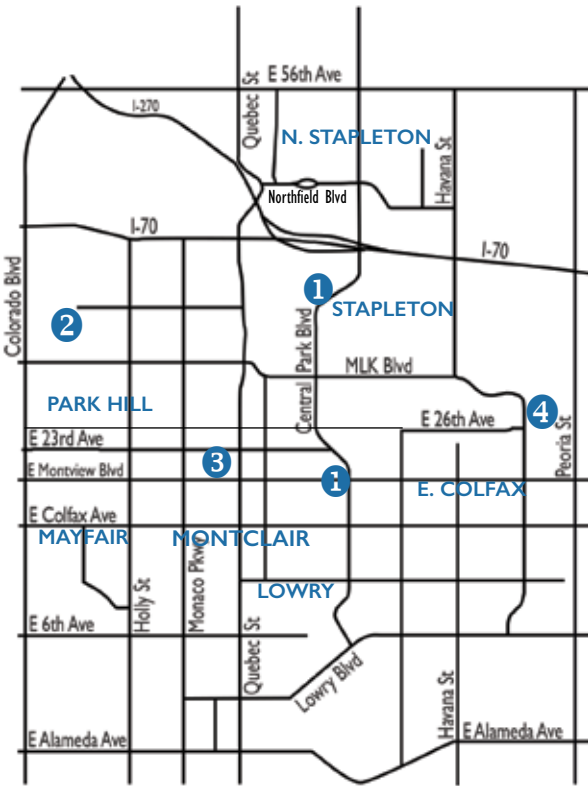 E 56th Ave
I-270
Quebec St
N. STAPLETON
Havana St
Northfield Blvd
I-70
I-70
Colorado Blvd
1
STAPLETON
2
Central Park Blvd
MLK Blvd
PARK HILL
4
E 26th Ave
E 23rd Ave
Peoria St
3
E Montview Blvd
1
E. COLFAX
E Colfax Ave
MAYFAIR
MONTCLAIR
Monaco Pkwy
LOWRY
Holly St
E 6th Ave
Quebec St
Lowry Blvd
Havana St
E Alameda Ave
E Alameda Ave